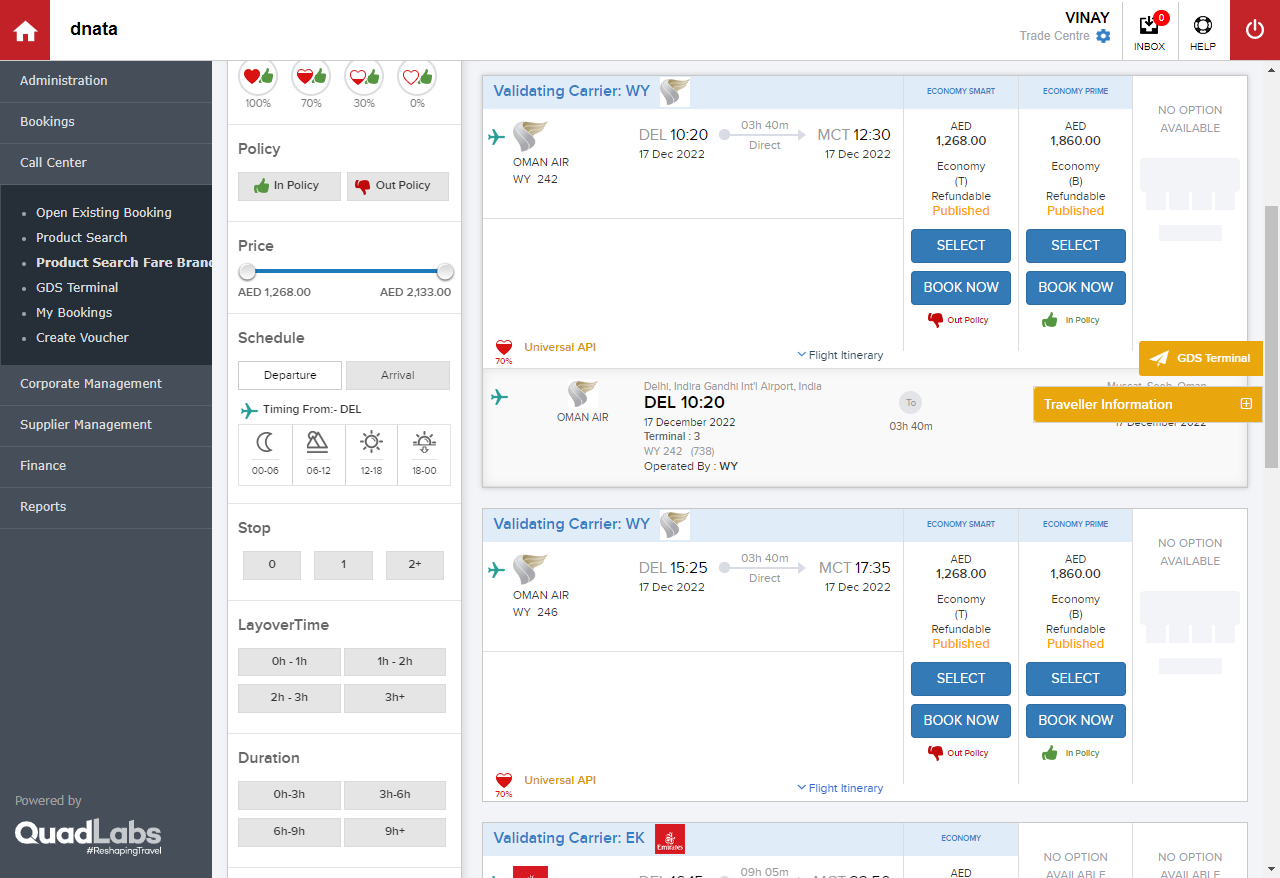 dnata
VINAY
Trade Centre
0
INBOX
HELP
Administration
Bookings
Call Center
Open Existing Booking
Product Search
Product Search Fare Bran
GDS Terminal
My Bookings
Create Voucher
Corporate Management
Supplier Management
Finance
Reports
Powered by
QuadLabs
#ReshapingTravel
100% 70% 30% 0%
Policy
In Policy Out Policy
Price
AED 1,268.00 AED 2,133.00
Schedule
Departure Arrival
Timing From:- DEL
00-06 06-12 12-18 18-00
Stop
0 1 2+
LayoverTime
0h - 1h 1h - 2h
2h - 3h 3h+
Duration
0h-3h 3h-6h
6h-9h 9h+
Validating Carrier: WY
ECONOMY SMART ECONOMY PRIME
NO OPTION
AVAILABLE
OMAN AIR
WY 242
DEL 10:20
17 Dec 2022
03h 40m
Direct
MCT 12:30
17 Dec 2022
AED
1,268.00
Economy
(T)
Refundable
Published
SELECT
BOOK NOW
Out Policy
AED
1,860.00
Economy
(B)
Refundable
Published
SELECT
BOOK NOW
In Policy
70%
Universal API
Flight Itinerary
GDS Terminal
Traveller Information
OMAN AIR
Delhi, Indira Gandhi Int'l Airport, India
DEL 10:20
17 December 2022
Terminal : 3
WY 242 (738)
Operated By : WY
To
03h 40m
Muscat, Seeb, Oman
17 December 2022
Validating Carrier: WY
ECONOMY SMART ECONOMY PRIME
NO OPTION
AVAILABLE
OMAN AIR
WY 246
DEL 15:25
17 Dec 2022
03h 40m
Direct
MCT 17:35
17 Dec 2022
AED
1,268.00
Economy
(T)
Refundable
Published
SELECT
BOOK NOW
Out Policy
AED
1,860.00
Economy
(B)
Refundable
Published
SELECT
BOOK NOW
In Policy
70%
Universal API
Flight Itinerary
Validating Carrier: EK
Emirates
ECONOMY
09h 05m
AED
NO OPTION
AVAILABLE
NO OPTION
AVAILABLE